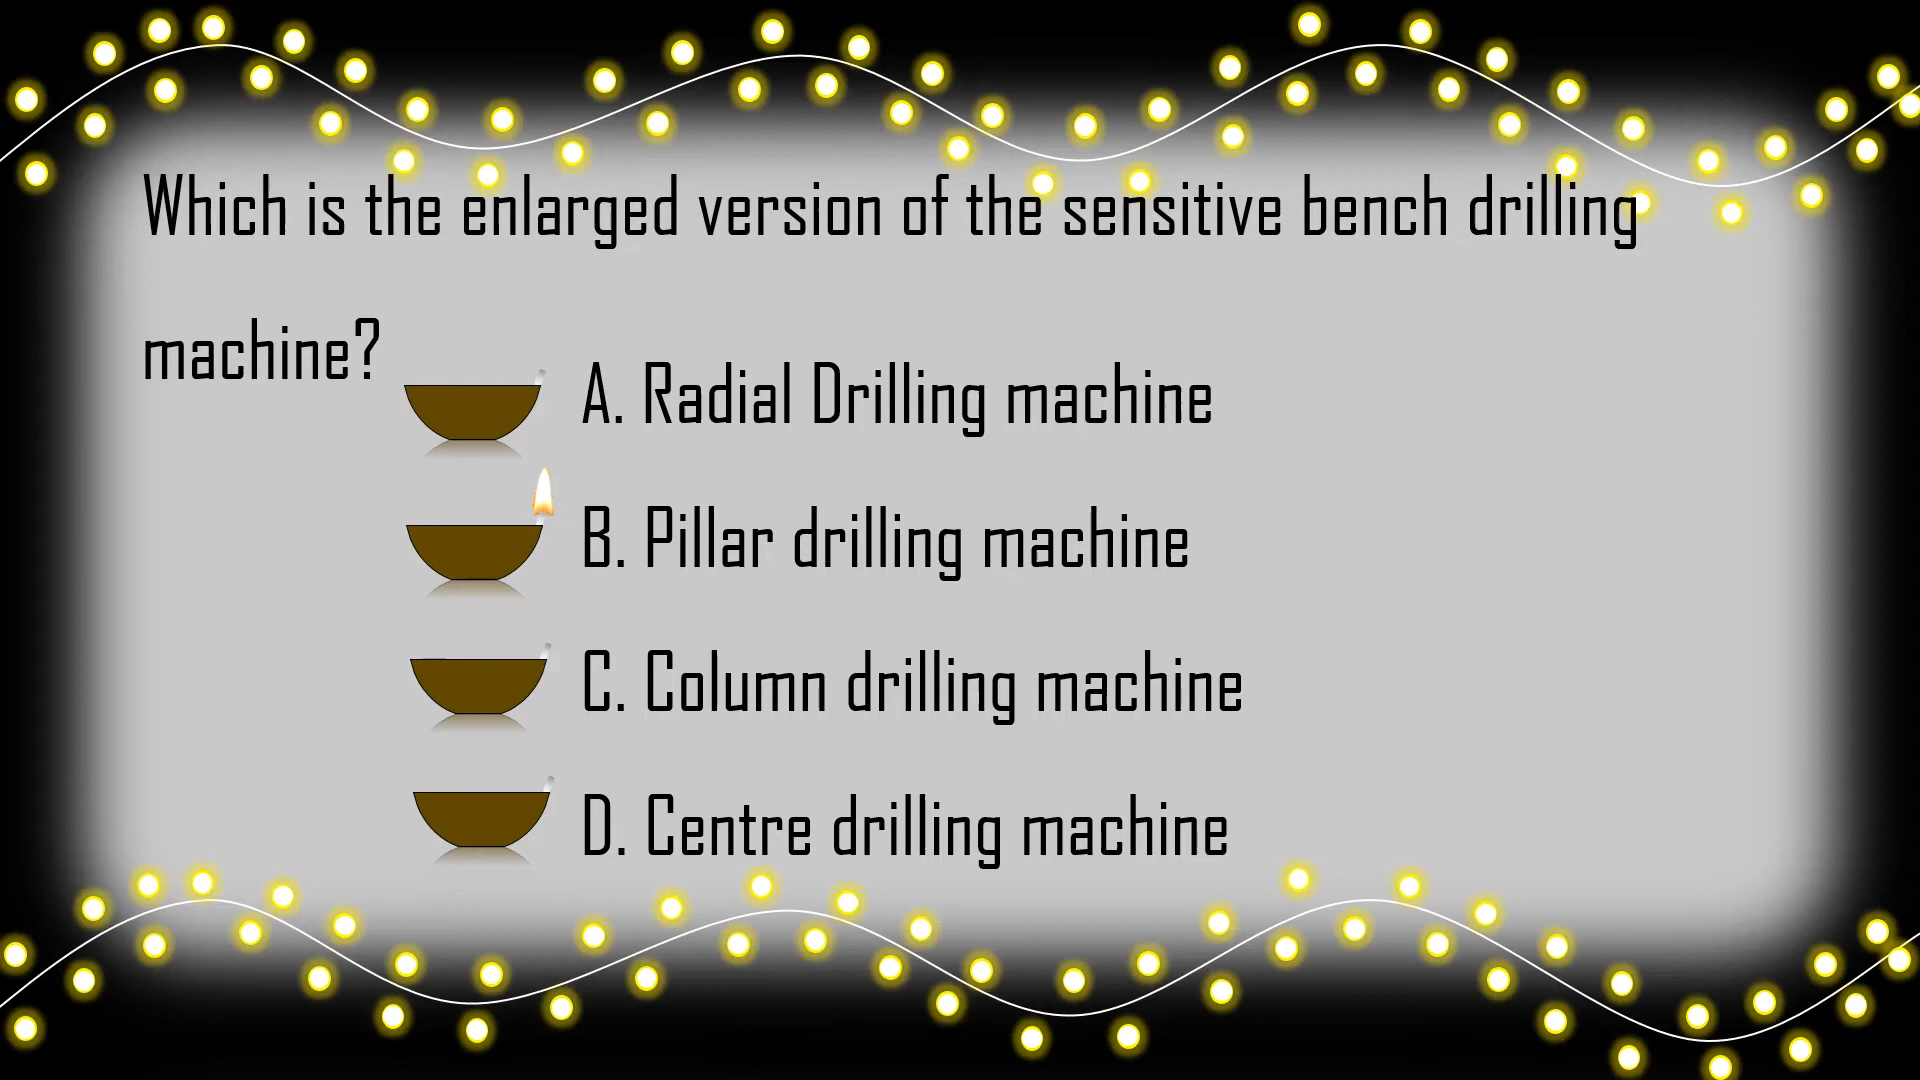 Which is the enlarged version of the sensitive bench drilling
machine?
A. Radial Drilling machine
B. Pillar drilling machine
C. Column drilling machine
D. Centre drilling machine